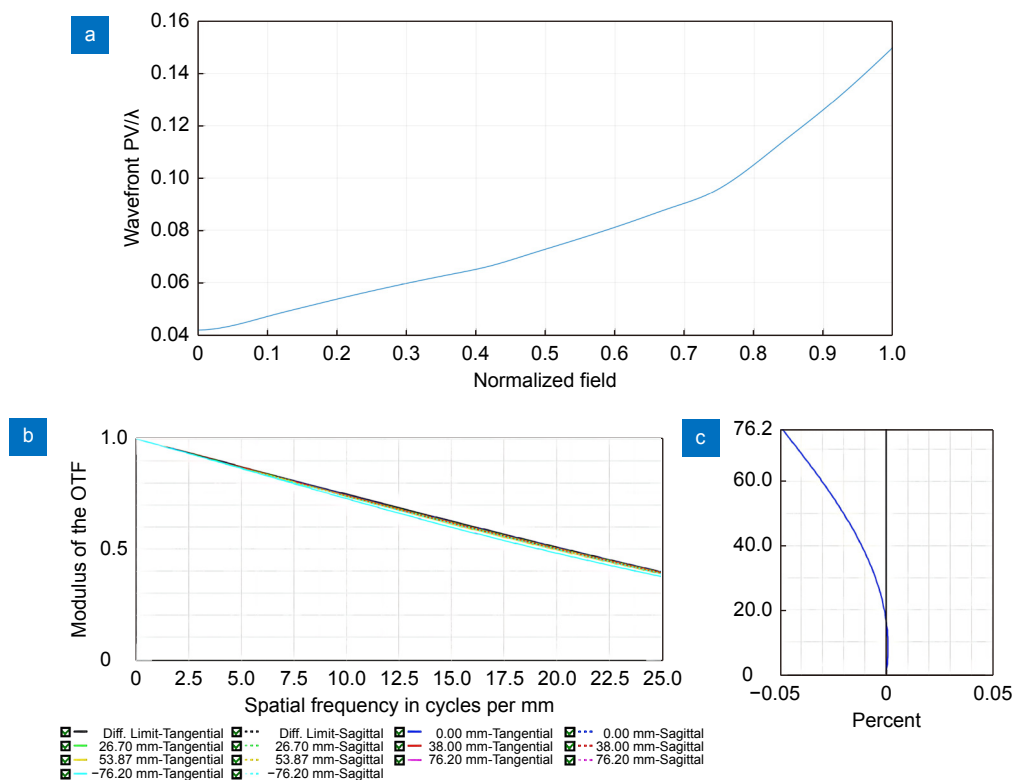 a
0.16
0.14
0.12
0.10
0.08
0.06
0.04
Wavefront PV/λ
0 0.1 0.2 0.3 0.4 0.5 0.6 0.7 0.8 0.9 1.0
Normalized field
b
1.0
0.5
0
Modulus of the OTF
0 2.5 5.0 7.5 10.0 12.5 15.0 17.5 20.0 22.5 25.0
Spatial frequency in cycles per mm
Diff. Limit-Tangential Diff. Limit-Sagittal 0.00 mm-Tangential 0.00 mm-Sagittal
26.70 mm-Tangential 26.70 mm-Sagittal 38.00 mm-Tangential 38.00 mm-Sagittal
53.87 mm-Tangential 53.87 mm-Sagittal 76.20 mm-Tangential 76.20 mm-Sagittal
−76.20 mm-Tangential −76.20 mm-Sagittal
c
76.2
60.0
40.0
20.0
0
−0.05 0 0.05
Percent